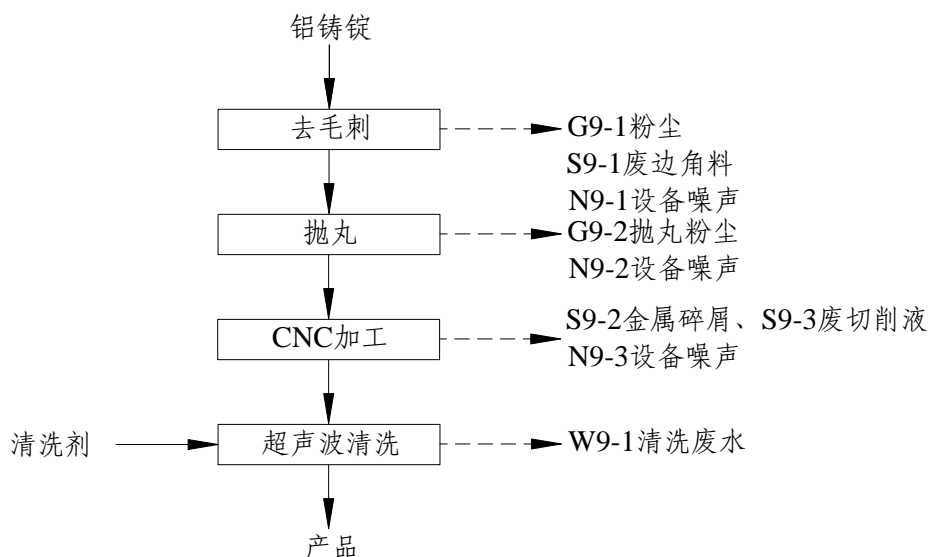 铝铸锭
去毛刺
G9-1粉尘
S9-1废边角料
N9-1设备噪声
抛丸
G9-2抛丸粉尘
N9-2设备噪声
CNC加工
S9-2金属碎屑、S9-3废切削液
N9-3设备噪声
清洗剂
超声波清洗
W9-1清洗废水
产品